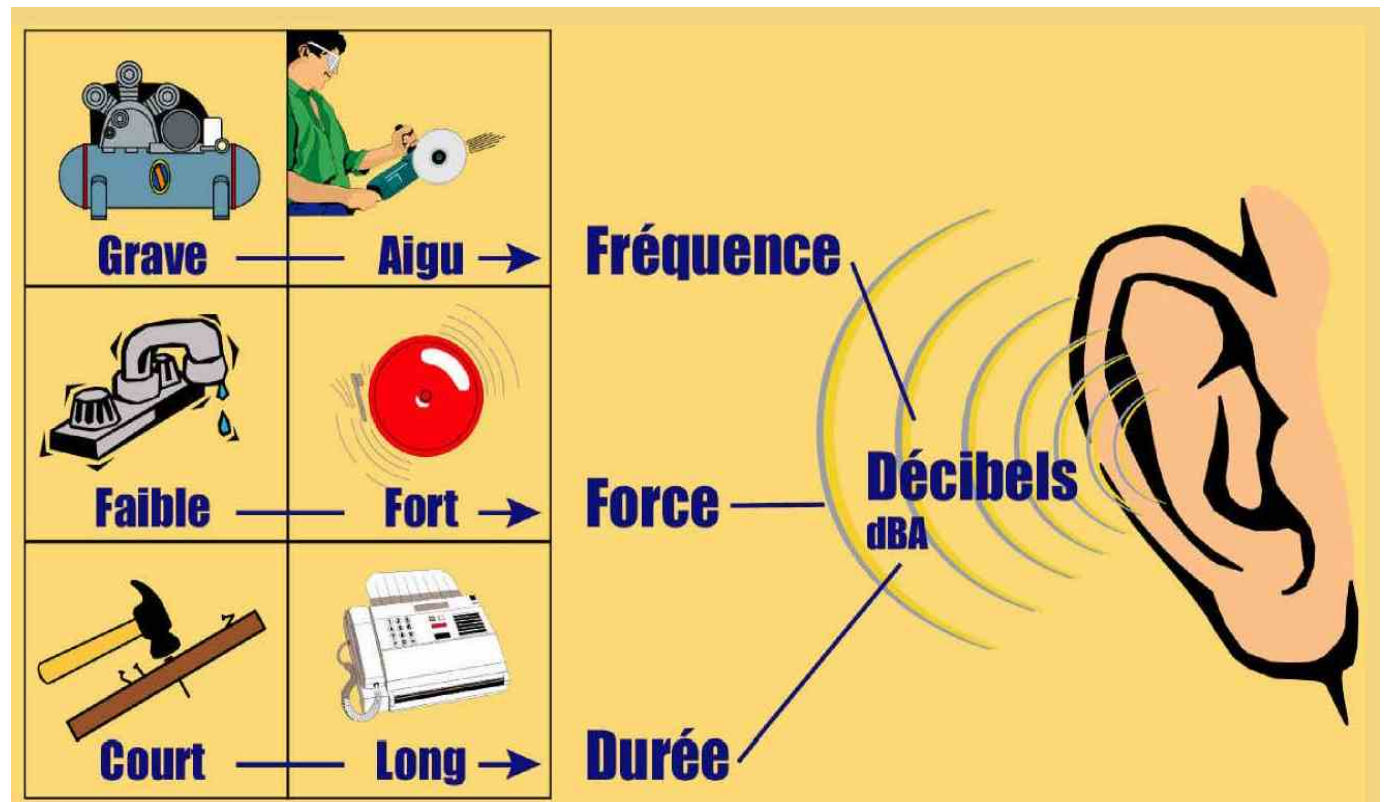 Grave Aigu Fréquence
Faible Fort Force
Décibels
dBA
Court Long Durée